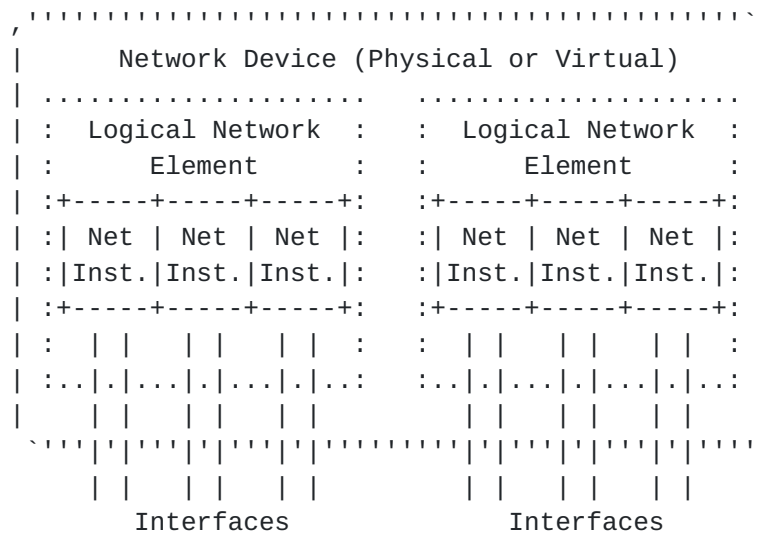 Network Device (Physical or Virtual)
Logical Network Logical Network
Element Element
Net Net Net Net Net Net
Inst. Inst. Inst. Inst. Inst. Inst.
Interfaces Interfaces